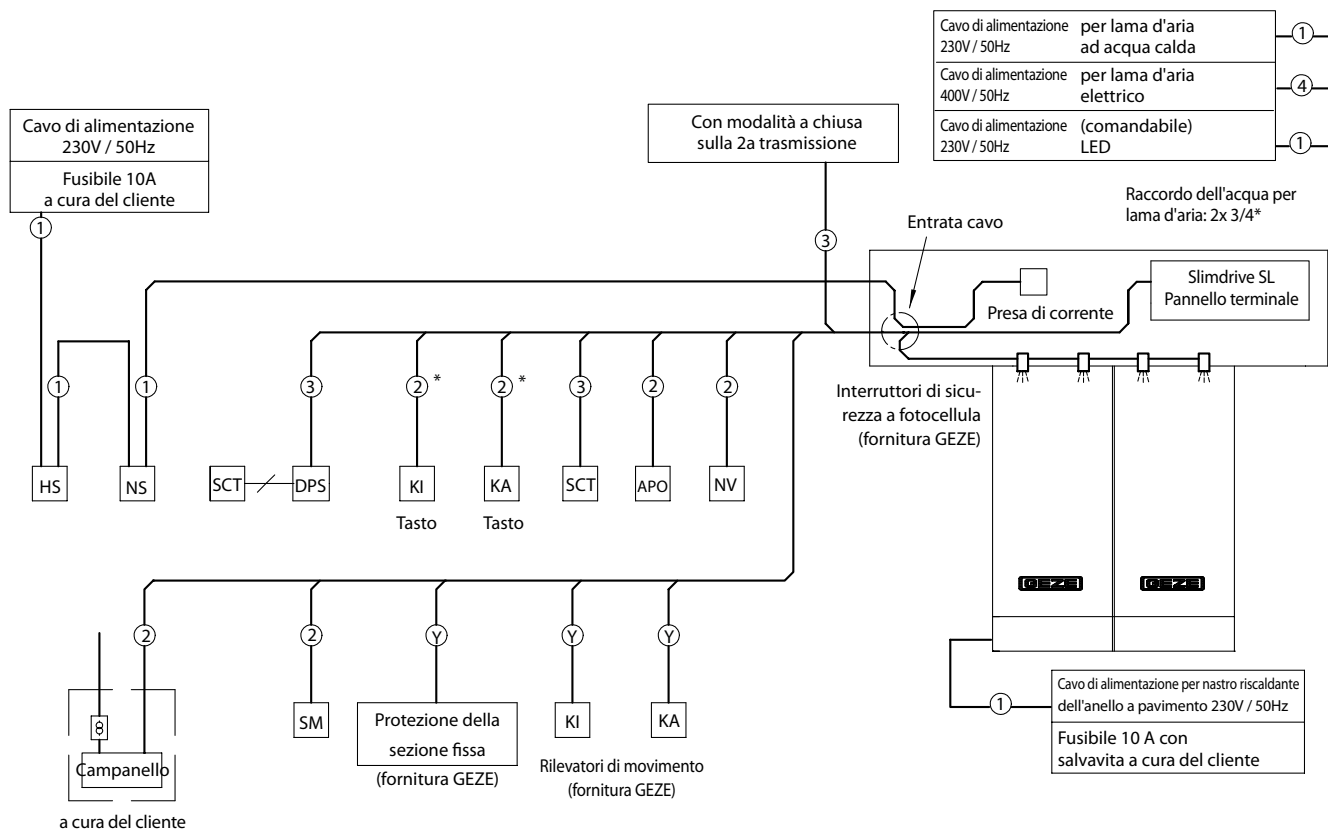 Cavo di alimentazione per lama d'aria
230V / 50Hz ad acqua calda
1
Cavo di alimentazione per lama d'aria
400V / 50Hz elettrico
4
Cavo di alimentazione (comandabile)
230V / 50Hz LED
1
Cavo di alimentazione
230V / 50Hz
Fusibile 10A
a cura del cliente
1
Con modalità a chiusa
sulla 2a trasmissione
3
Raccordo dell'acqua per
lama d'aria: 2x 3/4*
Entrata cavo
Presa di corrente
Slimdrive SL
Pannello terminale
Interruttori di sicu-
rezza a fotocellula
(fornitura GEZE)
1
1
3
2 *
2 *
3
2
2
HS
NS
SCT
DPS
KI
KA
SCT
APO
NV
Tasto
Tasto
GEZE
GEZE
2
2
Y
Y
Y
8
Campanello
a cura del cliente
SM
Protezione della
sezione fissa
(fornitura GEZE)
KI
KA
Rilevatori di movimento
(fornitura GEZE)
1
Cavo di alimentazione per nastro riscaldante
dell'anello a pavimento 230V / 50Hz
Fusibile 10 A con
salvavita a cura del cliente